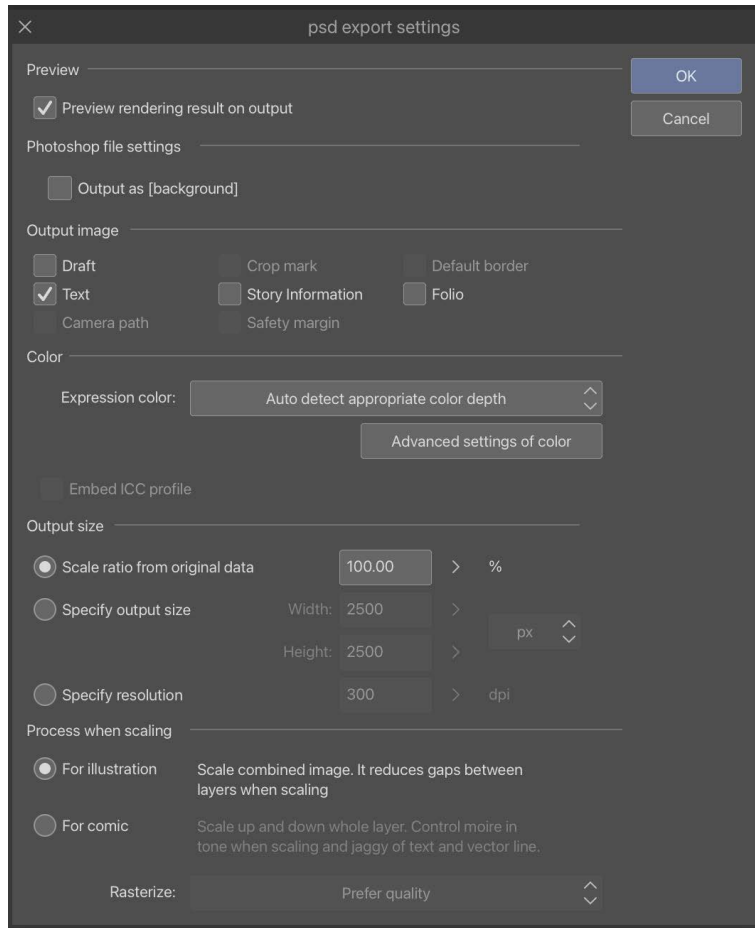 psd export settings
Preview
OK
Preview rendering result on output
Cancel
Photoshop file settings
Output as [background]
Output image
Draft Crop mark Default border
Text Story Information Folio
Camera path Safety margin
Color
Expression color: Auto detect appropriate color depth
Advanced settings of color
Embed ICC profile
Output size
Scale ratio from original data 100.00 > %
Specify output size Width: 2500 >
px
Height: 2500 >
Specify resolution 300 > dpi
Process when scaling
For illustration Scale combined image. It reduces gaps between
layers when scaling
For comic Scale up and down whole layer. Control moire in
tone when scaling and jaggy of text and vector line.
Rasterize: Prefer quality